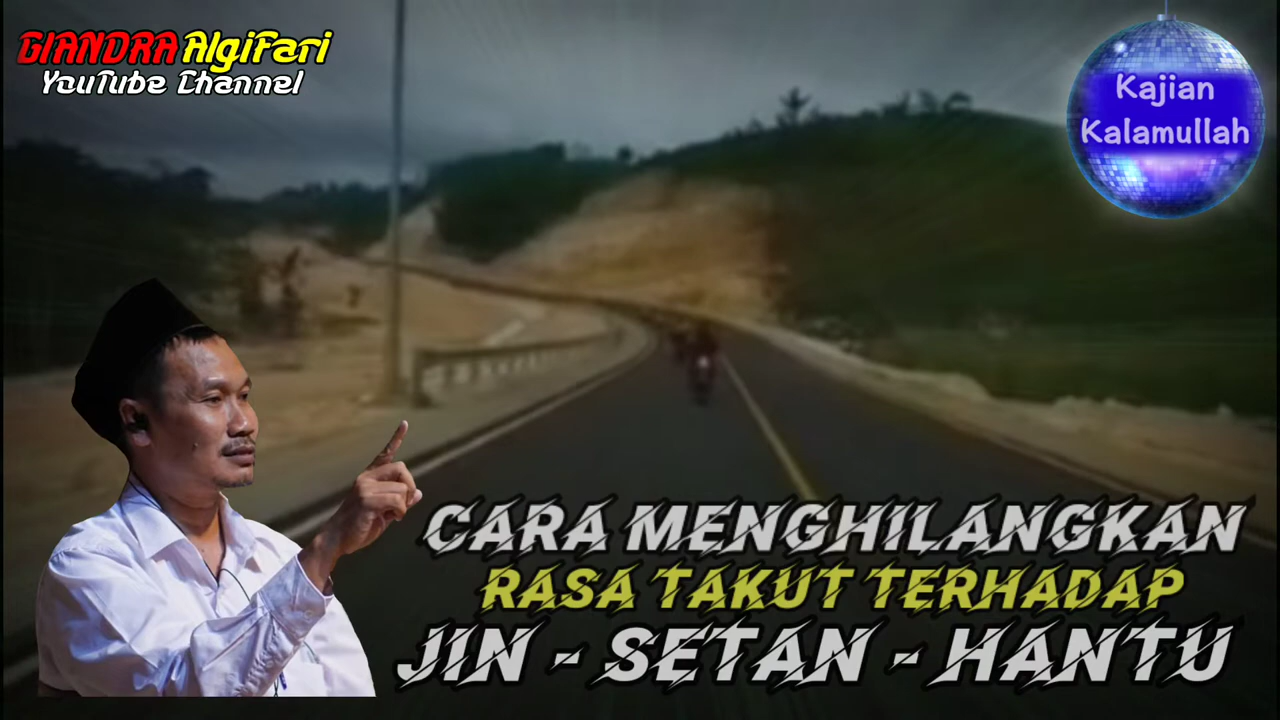 GIANDRA AlgiFari
YouTube Channel
Kajian
Kalamullah
CARA MENGHILANGKAN
RASA TAKUT TERHADAP
JIN - SETAN - HANTU